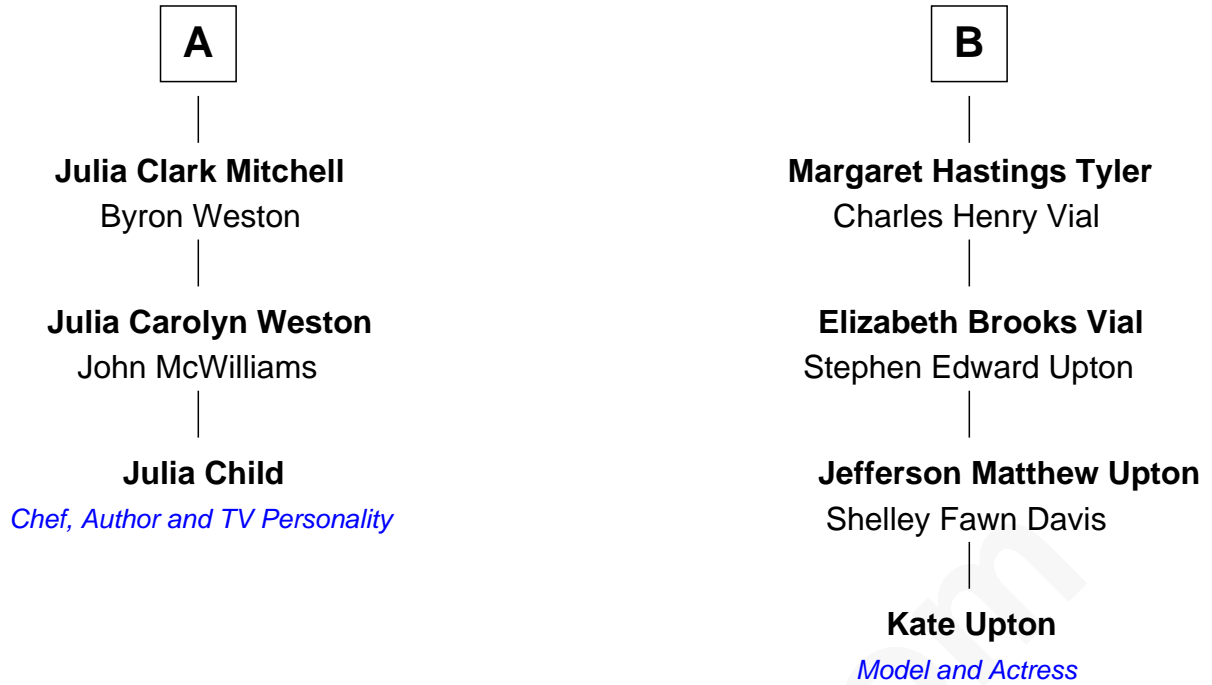 A
Julia Clark Mitchell
Byron Weston
Julia Carolyn Weston
John McWilliams
Julia Child
Chef, Author and TV Personality
B
Margaret Hastings Tyler
Charles Henry Vial
Elizabeth Brooks Vial
Stephen Edward Upton
Jefferson Matthew Upton
Shelley Fawn Davis
Kate Upton
Model and Actress